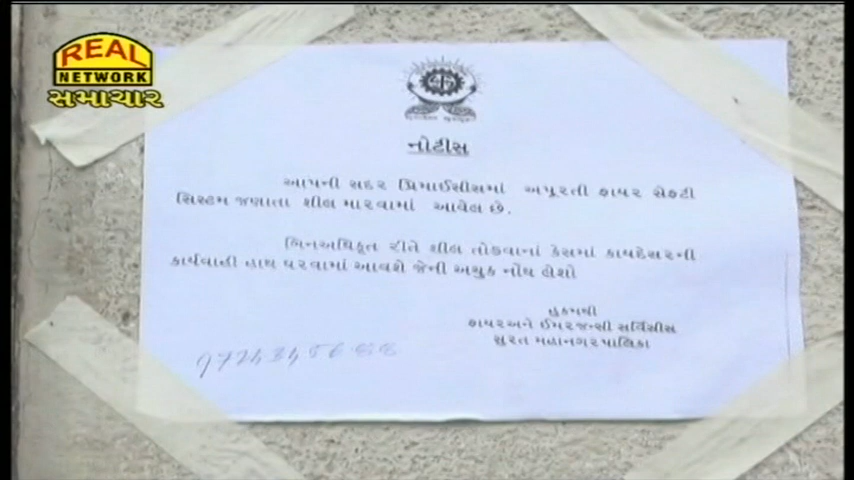 REAL
NETWORK
સમાચાર
નોટીસ
આપની સદર પ્રિમાઈસીસમાં અપૂરતી ફાયર સેફટી
સિસ્ટમ જણાતા શીલ મારવામાં આવેલ છે.
બિનઅધિકૃત રીતે શીલ તોડવાનાં કેસમાં કાયદેસરની
કાર્યવાહી હાથ ધરવામાં આવશે જેની અચુક નોંધ લેશો
હુકમથી
ફાયર અને ઈમરજન્સી સર્વિસીસ
સુરત મહાનગરપાલિકા